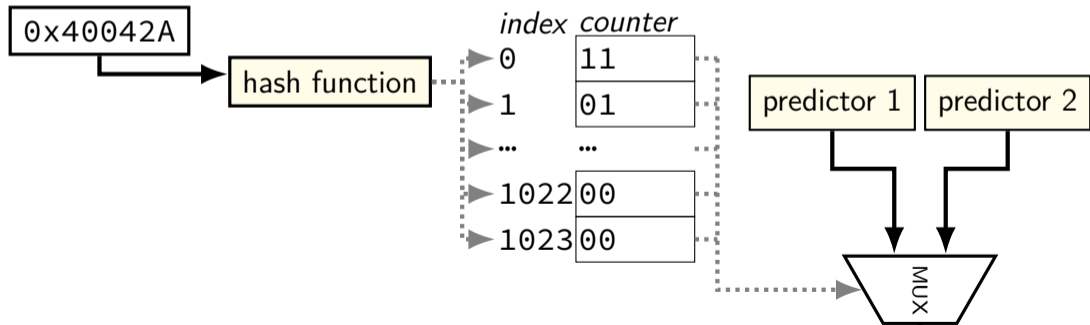 0x40042A
hash function
index counter
0 11
1 01
... ...
1022 00
1023 00
predictor 1
predictor 2
MUX